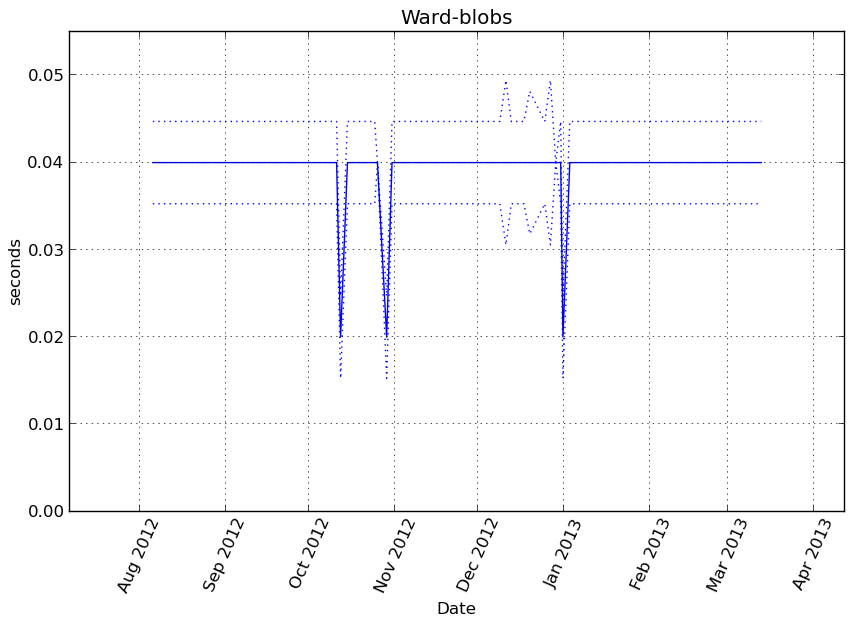 Ward-blobs
0.05
0.04
0.03
0.02
0.01
0.00
seconds
Aug 2012
Sep 2012
Oct 2012
Nov 2012
Dec 2012
Jan 2013
Feb 2013
Mar 2013
Apr 2013
Date